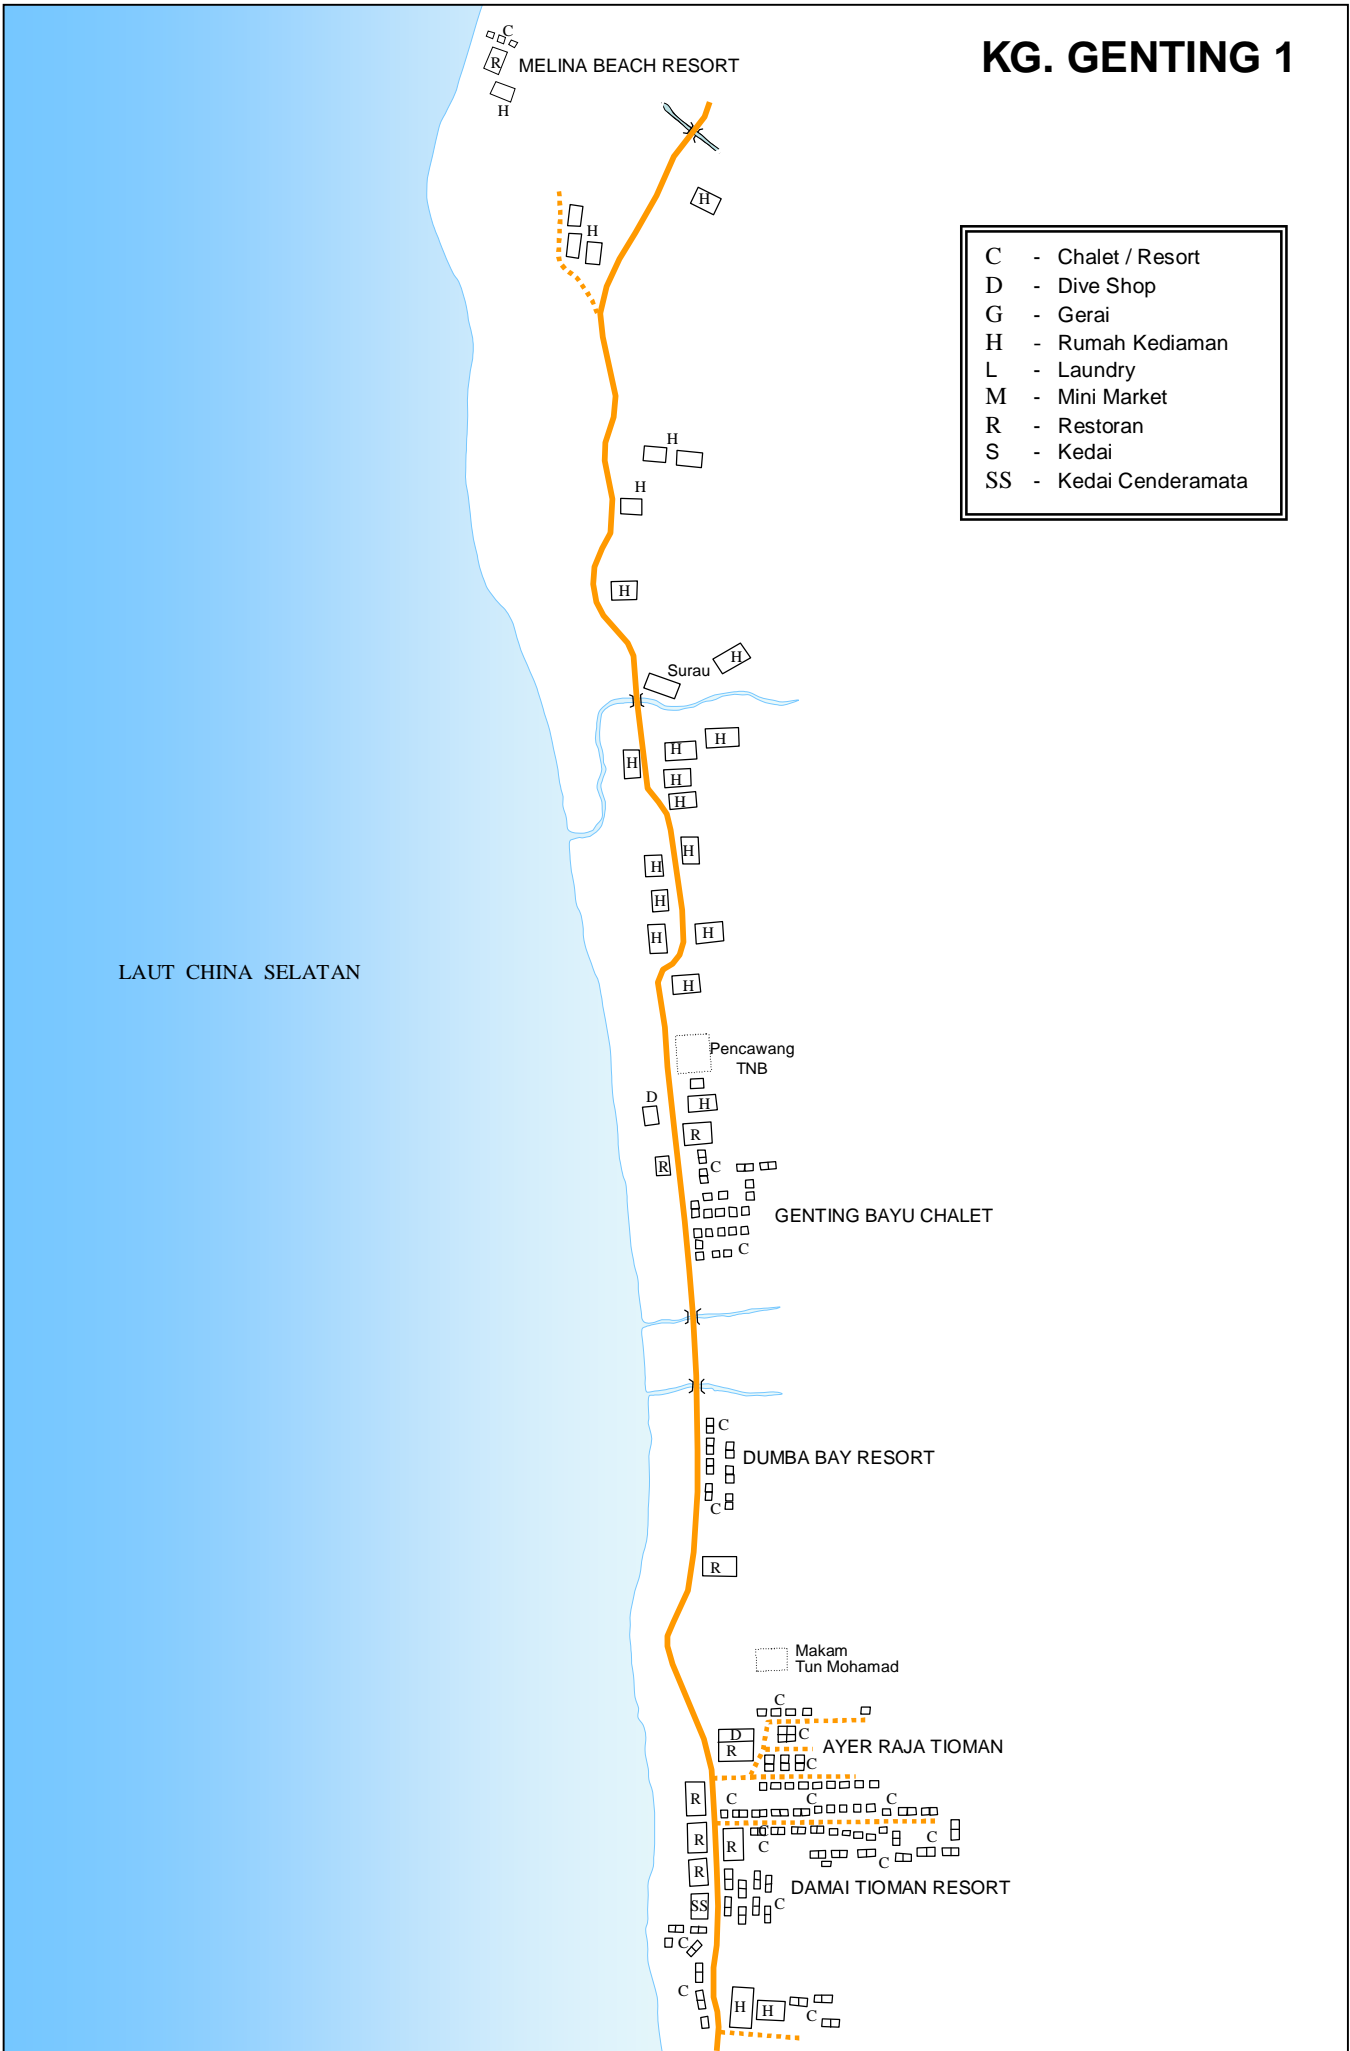 KG. GENTING 1
C
R
MELINA BEACH RESORT
H
H
H
C - Chalet / Resort
D - Dive Shop
G - Gerai
H - Rumah Kediaman
L - Laundry
M - Mini Market
R - Restoran
S - Kedai
SS - Kedai Cenderamata
H
H
H
H
Surau
H
H
H
H
H
H
H
H
H
H
H
LAUT CHINA SELATAN
H
Pencawang
TNB
D
H
R
R
C
GENTING BAYU CHALET
C
C
DUMBA BAY RESORT
C
R
Makam
Tun Mohamad
C
D
C
R
AYER RAJA TIOMAN
C
R
C
C
C
C
R
R
C
C
C
R
DAMAI TIOMAN RESORT
SS
C
C
C
H
H
C